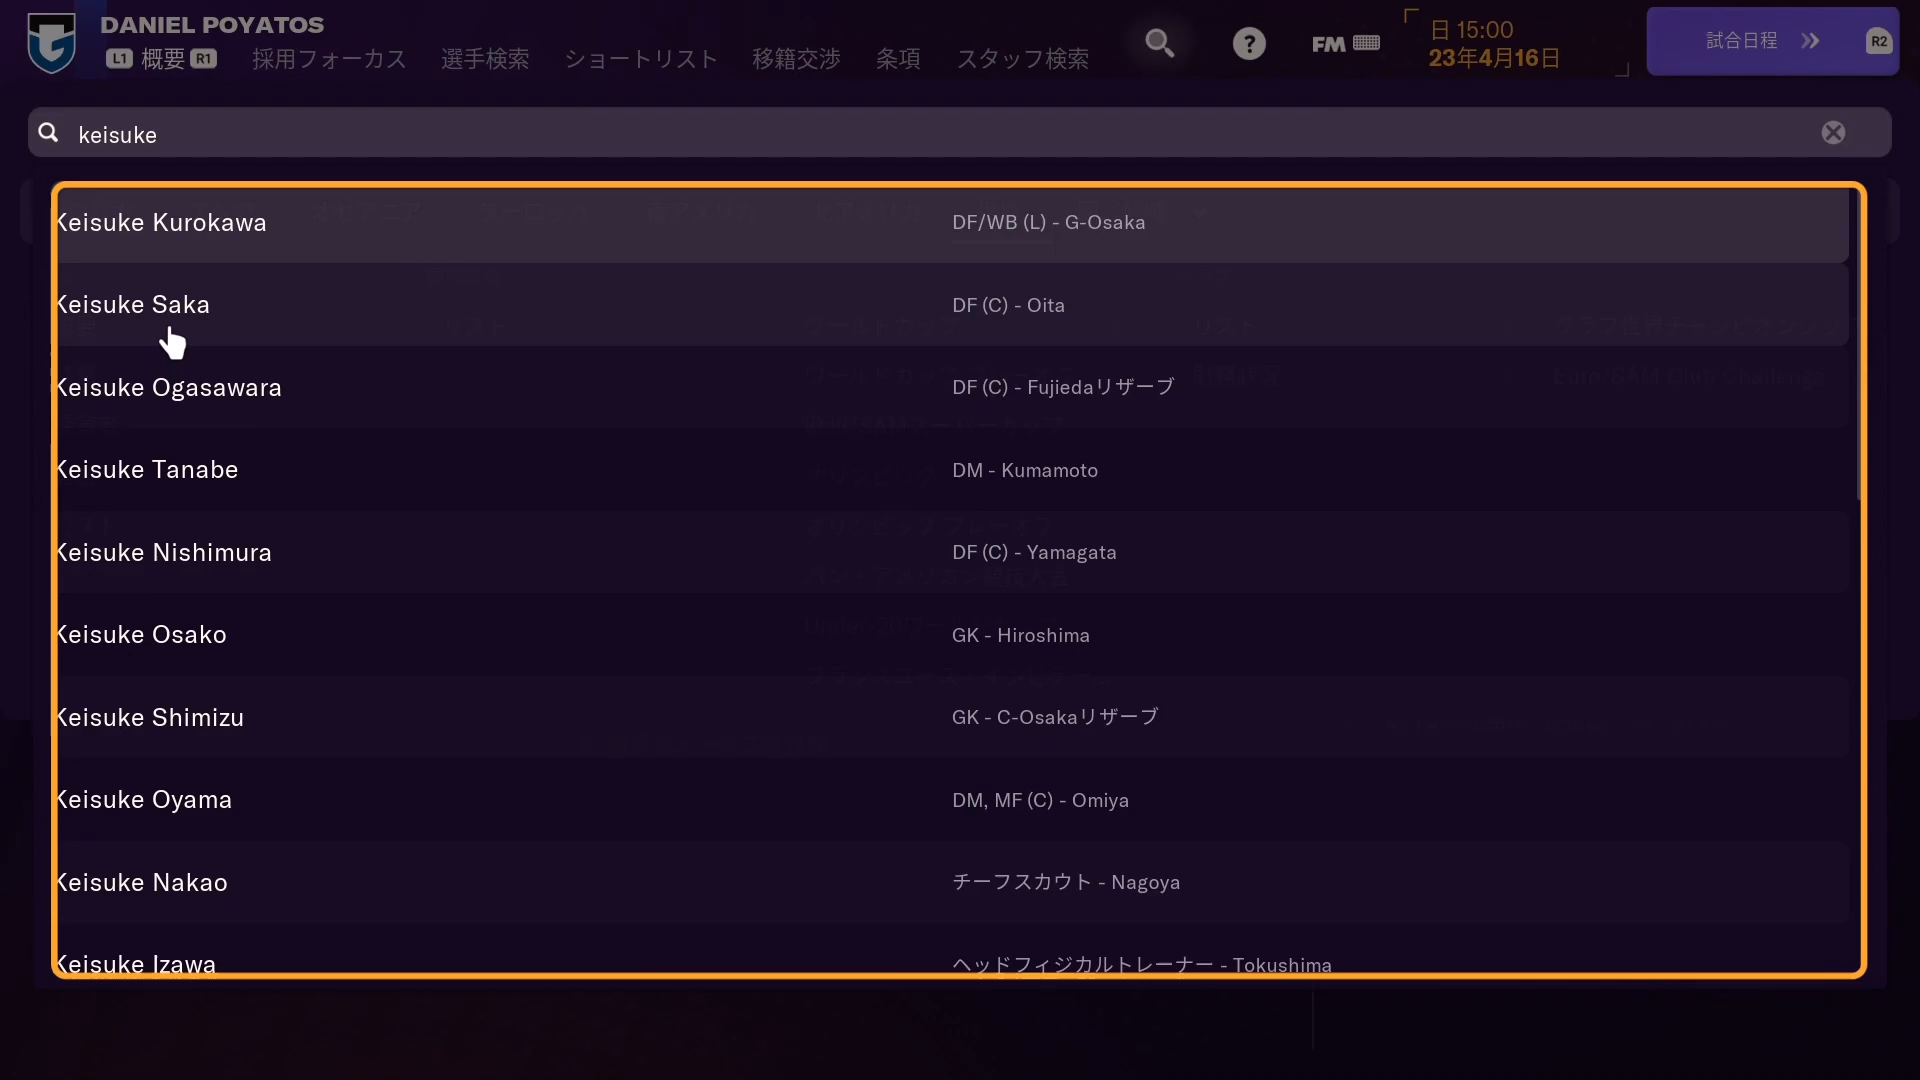 DANIEL POYATOS
L1 概要 R1 採用フォーカス 選手検索 ショートリスト 移籍交渉 条項 スタッフ検索
?
FM
日 15:00
23年4月16日
試合日程
R2
keisuke
Keisuke Kurokawa DF/WB (L) - G-Osaka
Keisuke Saka DF (C) - Oita
Keisuke Ogasawara DF (C) - Fujiedaリザーブ
Keisuke Tanabe DM - Kumamoto
Keisuke Nishimura DF (C) - Yamagata
Keisuke Osako GK - Hiroshima
Keisuke Shimizu GK - C-Osakaリザーブ
Keisuke Oyama DM, MF (C) - Omiya
Keisuke Nakao チーフスカウト - Nagoya
Keisuke Izawa ヘッドフィジカルトレーナー - Tokushima